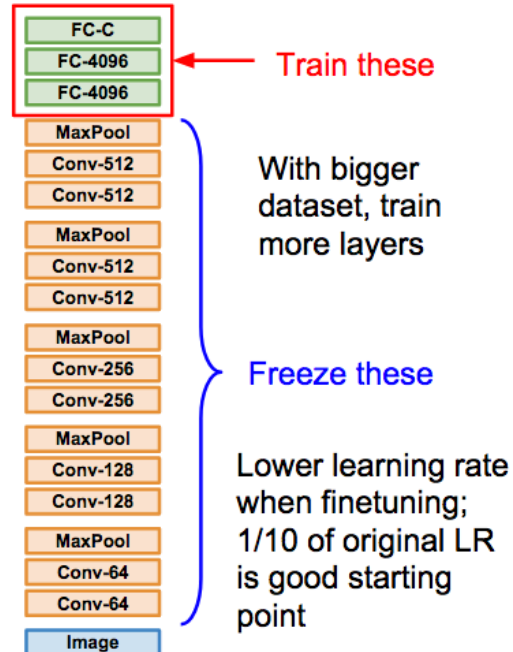 FC-C
FC-4096
FC-4096
Train these
MaxPool
Conv-512
Conv-512
MaxPool
Conv-512
Conv-512
MaxPool
Conv-256
Conv-256
MaxPool
Conv-128
Conv-128
MaxPool
Conv-64
Conv-64
Image
With bigger
dataset, train
more layers
Freeze these
Lower learning rate
when finetuning;
1/10 of original LR
is good starting
point